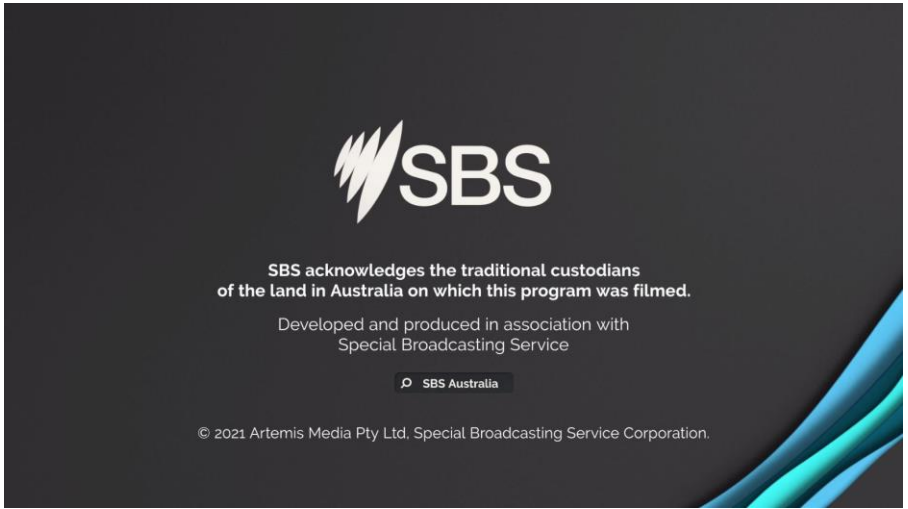 SBS
SBS acknowledges the traditional custodians
of the land in Australia on which this program was filmed.
Developed and produced in association with
Special Broadcasting Service
SBS Australia
© 2021 Artemis Media Pty Ltd, Special Broadcasting Service Corporation.